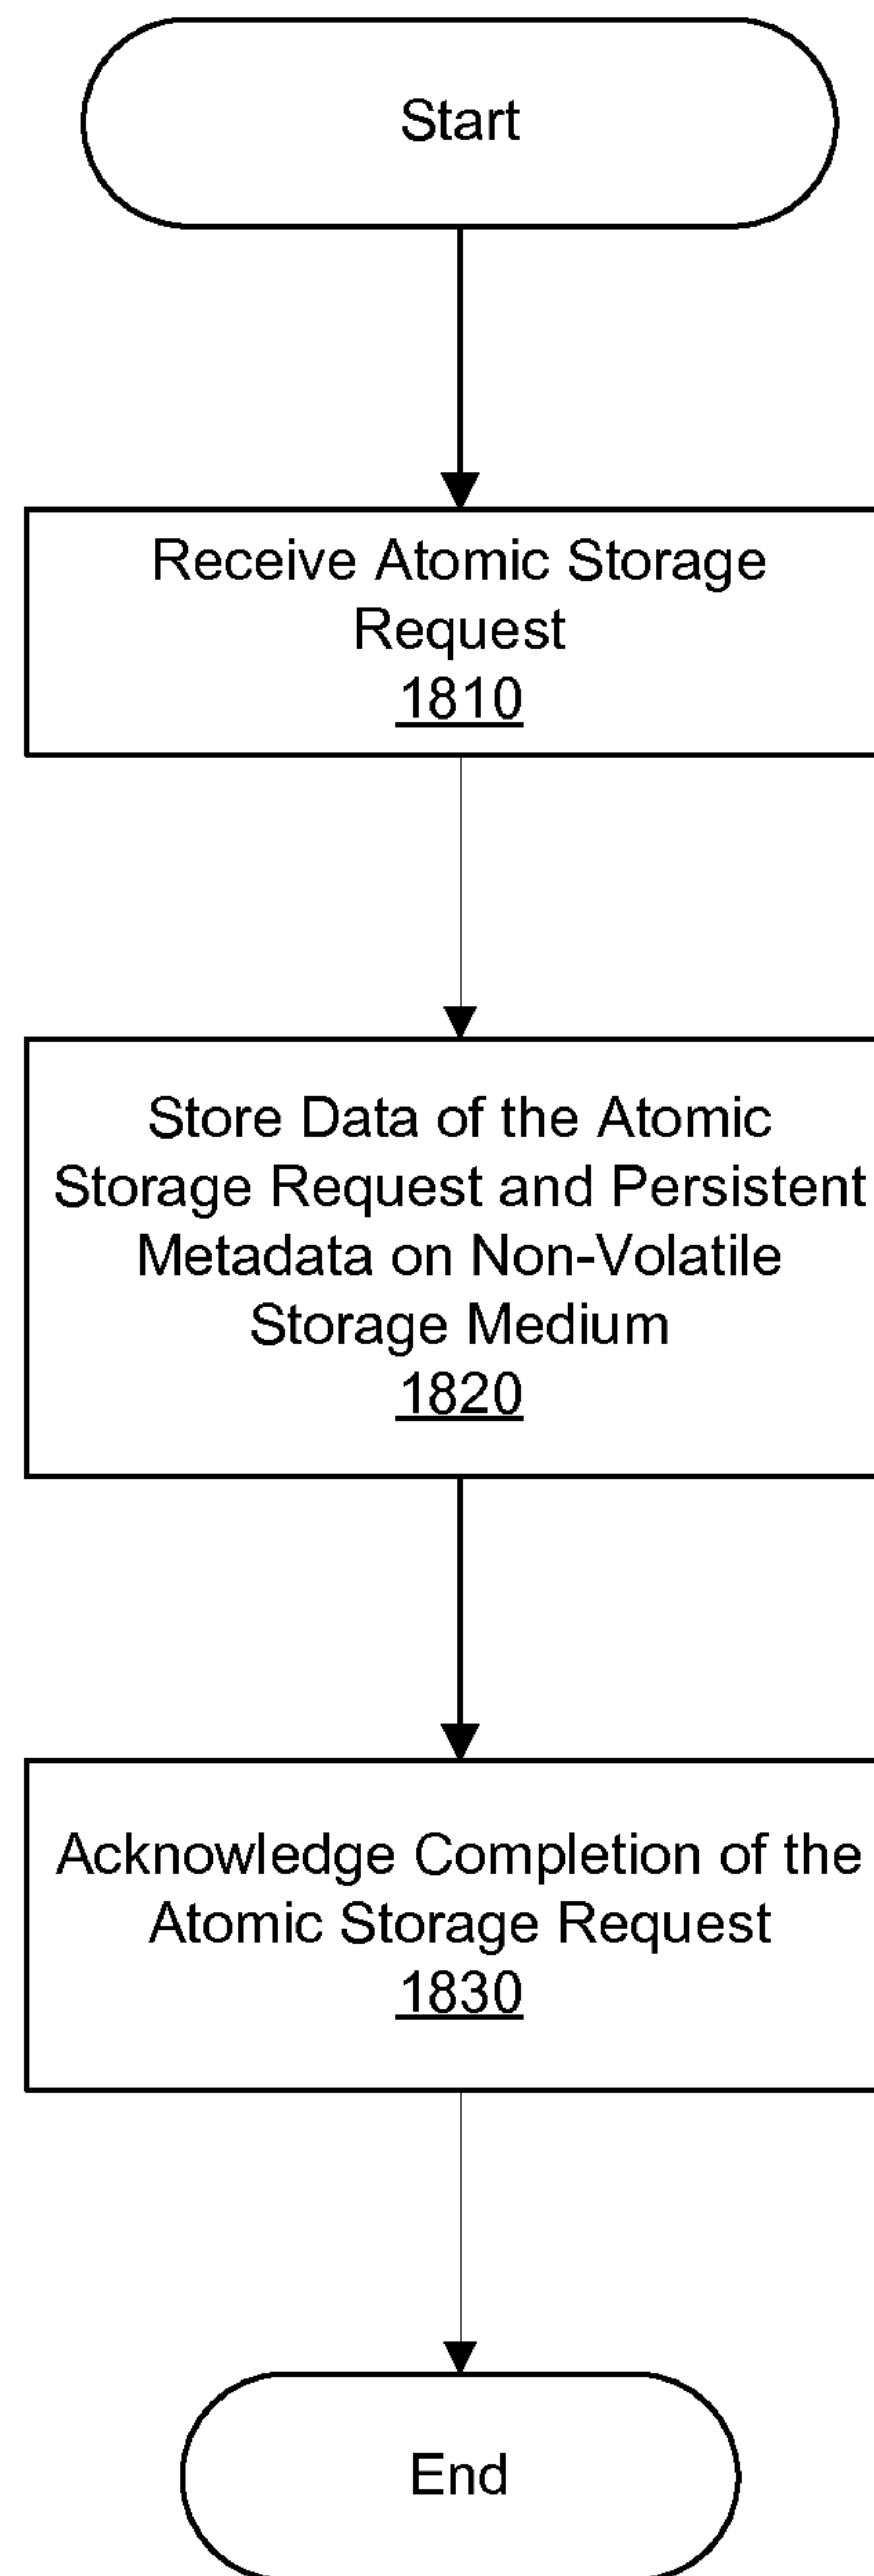 Start
Receive Atomic Storage
Request
1810
Store Data of the Atomic
Storage Request and Persistent
Metadata on Non-Volatile
Storage Medium
1820
Acknowledge Completion of the
Atomic Storage Request
1830
End